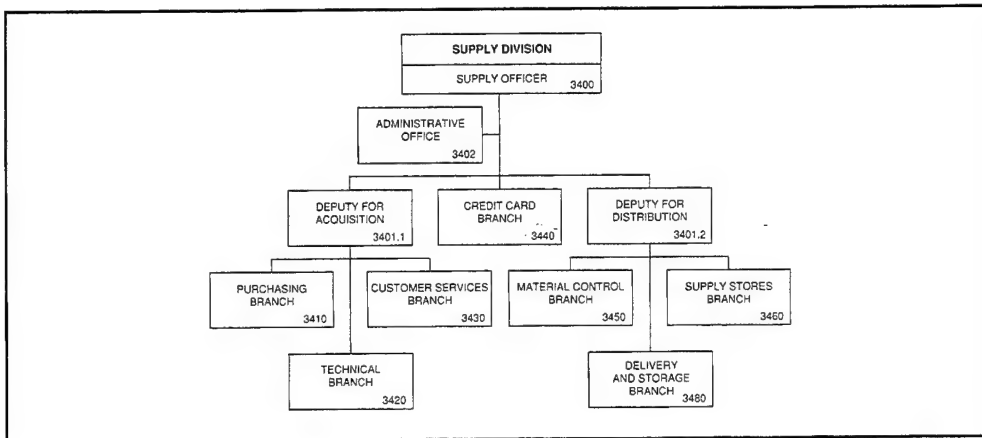 SUPPLY DIVISION
SUPPLY OFFICER
3400
ADMINISTRATIVE
OFFICE
3402
DEPUTY FOR
ACQUISITION
3401.1
CREDIT CARD
BRANCH
3440
DEPUTY FOR
DISTRIBUTION
3401.2
PURCHASING
BRANCH
3410
CUSTOMER SERVICES
BRANCH
3430
MATERIAL CONTROL
BRANCH
3450
SUPPLY STORES
BRANCH
3460
TECHNICAL
BRANCH
3420
DELIVERY
AND STORAGE
BRANCH
3480